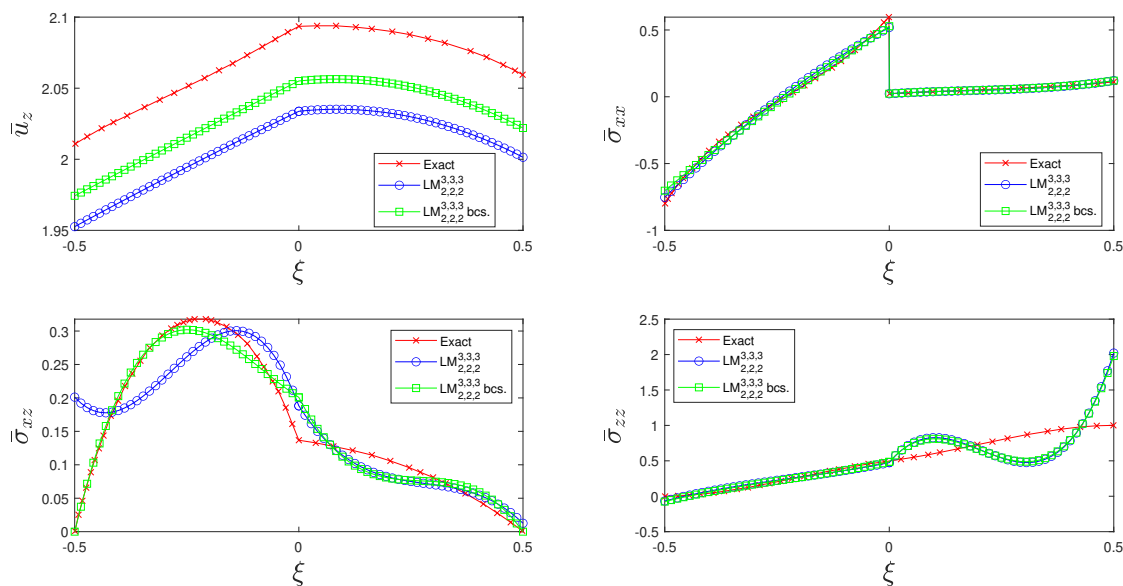 2.1
2.05
2
1.95
ū_z
Exact
LM^{3,3,3}_{2,2,2}
LM^{3,3,3}_{2,2,2} bcs.
-0.5 0 0.5
ξ
0.5
0
-0.5
-1
σ̄_{xx}
Exact
LM^{3,3,3}_{2,2,2}
LM^{3,3,3}_{2,2,2} bcs.
-0.5 0 0.5
ξ
0.3
0.25
0.2
0.15
0.1
0.05
0
σ̄_{xz}
Exact
LM^{3,3,3}_{2,2,2}
LM^{3,3,3}_{2,2,2} bcs.
-0.5 0 0.5
ξ
2.5
2
1.5
1
0.5
0
-0.5
σ̄_{zz}
Exact
LM^{3,3,3}_{2,2,2}
LM^{3,3,3}_{2,2,2} bcs.
-0.5 0 0.5
ξ